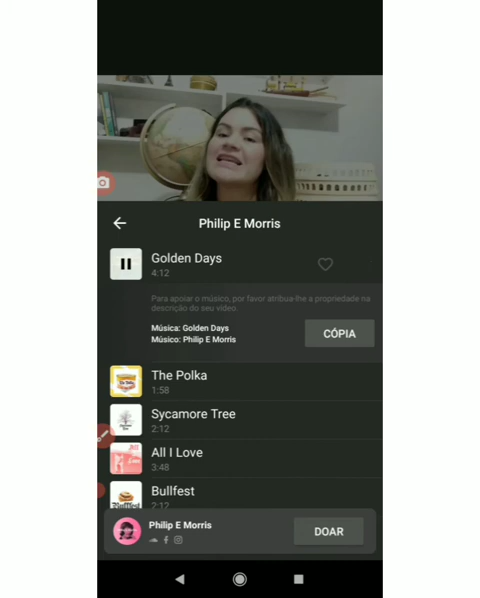 Philip E Morris
Golden Days
4:12
Para apoiar o músico, por favor atribua-lhe a propriedade na
descrição do seu vídeo.
Música: Golden Days
Músico: Philip E Morris
CÓPIA
The Polka
1:58
Sycamore Tree
2:12
All I Love
3:48
Bullfest
2:12
Philip E Morris
DOAR